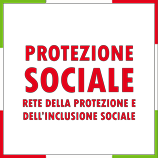 PROTEZIONE
SOCIALE
RETE DELLA PROTEZIONE E
DELL'INCLUSIONE SOCIALE